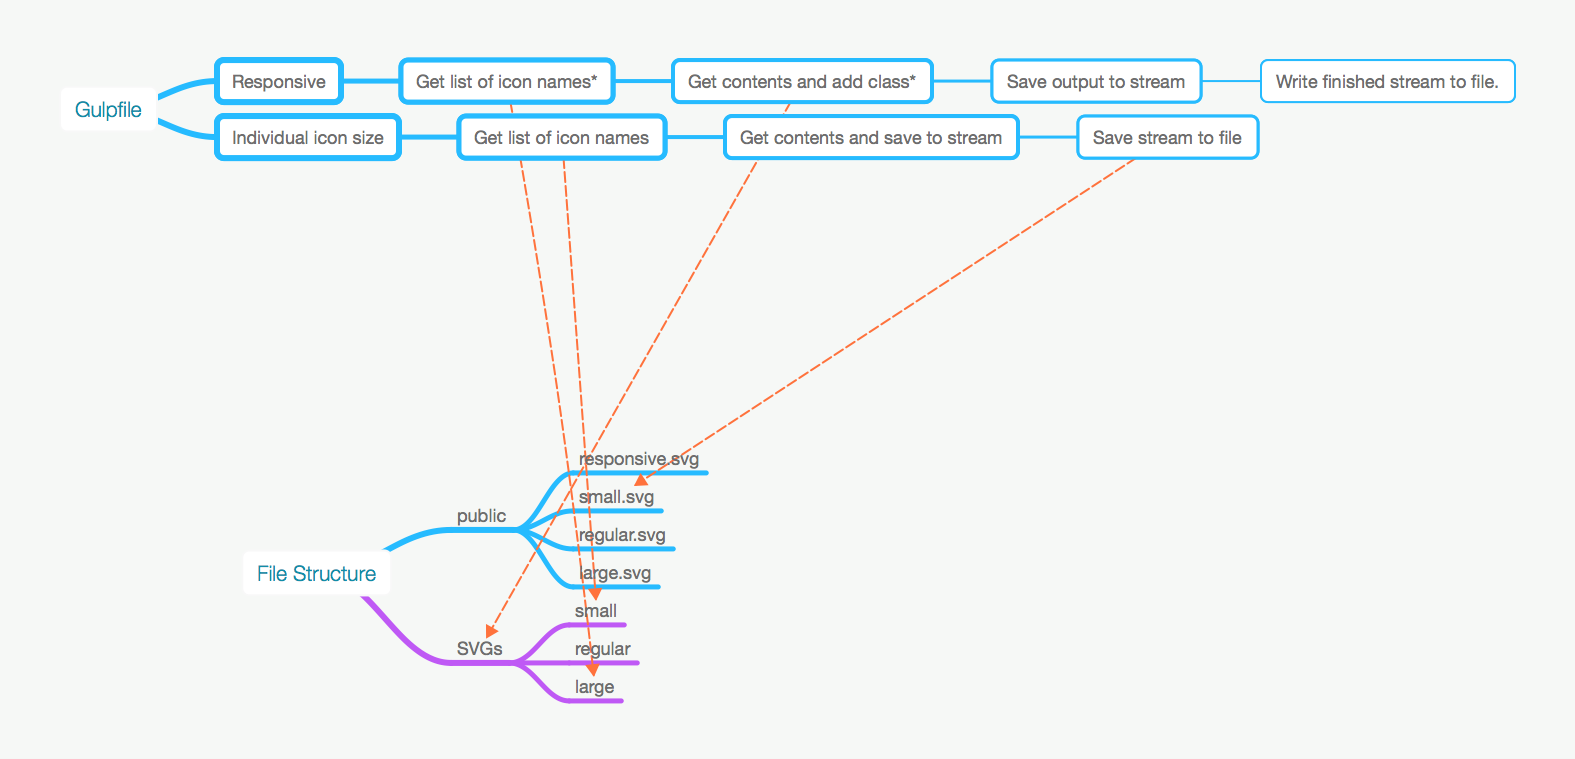 Gulpfile
Responsive
Get list of icon names*
Get contents and add class*
Save output to stream
Write finished stream to file.
Individual icon size
Get list of icon names
Get contents and save to stream
Save stream to file
File Structure
public
responsive.svg
small.svg
regular.svg
large.svg
SVGs
small
regular
large